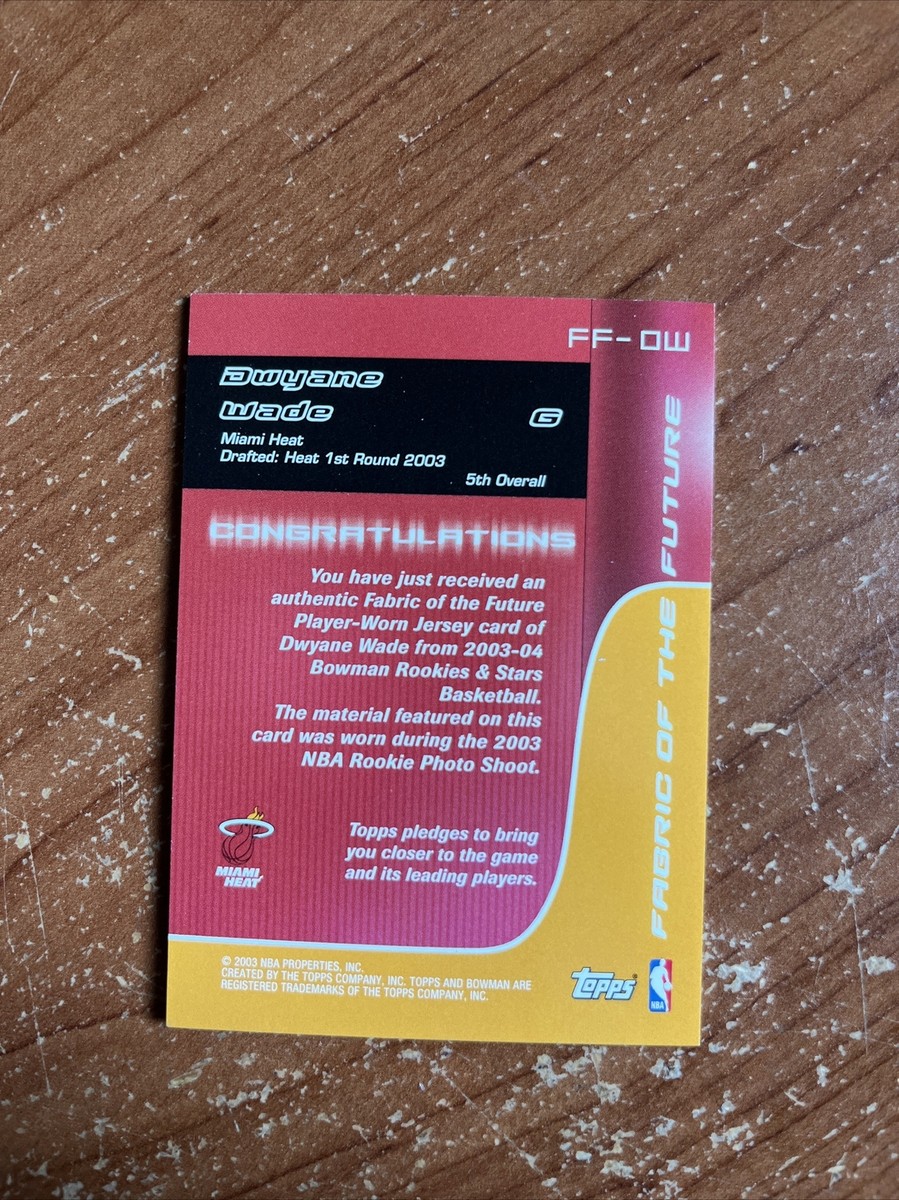 FF-DW
Dwyane
Wade
G
Miami Heat
Drafted: Heat 1st Round 2003
5th Overall
CONGRATULATIONS
You have just received an
authentic Fabric of the Future
Player-Worn Jersey card of
Dwyane Wade from 2003-04
Bowman Rookies & Stars
Basketball.
The material featured on this
card was worn during the 2003
NBA Rookie Photo Shoot.
FABRIC OF THE FUTURE
MIAMI
HEAT
Topps pledges to bring
you closer to the game
and its leading players.
© 2003 NBA PROPERTIES, INC.
CREATED BY THE TOPPS COMPANY, INC. TOPPS AND BOWMAN ARE
REGISTERED TRADEMARKS OF THE TOPPS COMPANY, INC.
Topps®
NBA